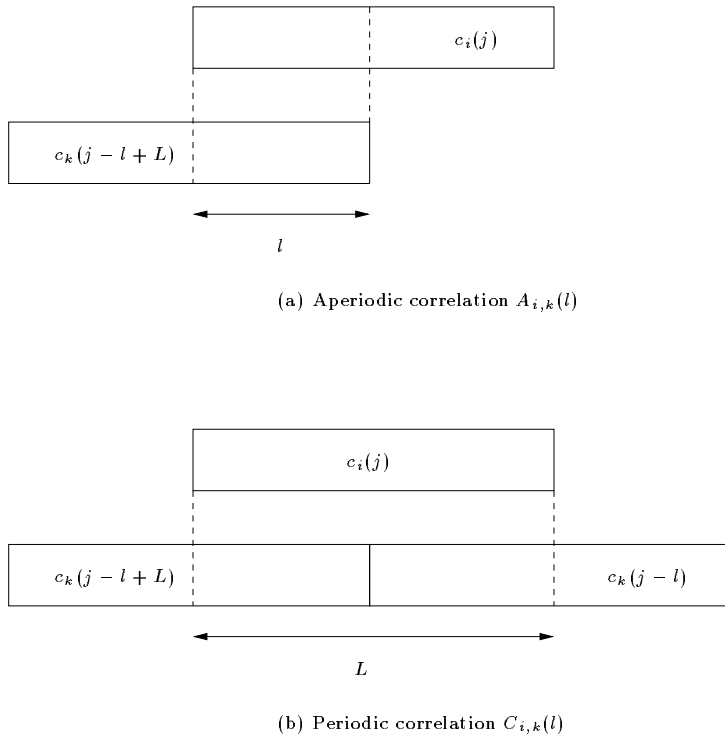 c_i(j)
c_k(j − l + L)
l
(a) Aperiodic correlation A_{i,k}(l)
c_i(j)
c_k(j − l + L) c_k(j − l)
L
(b) Periodic correlation C_{i,k}(l)